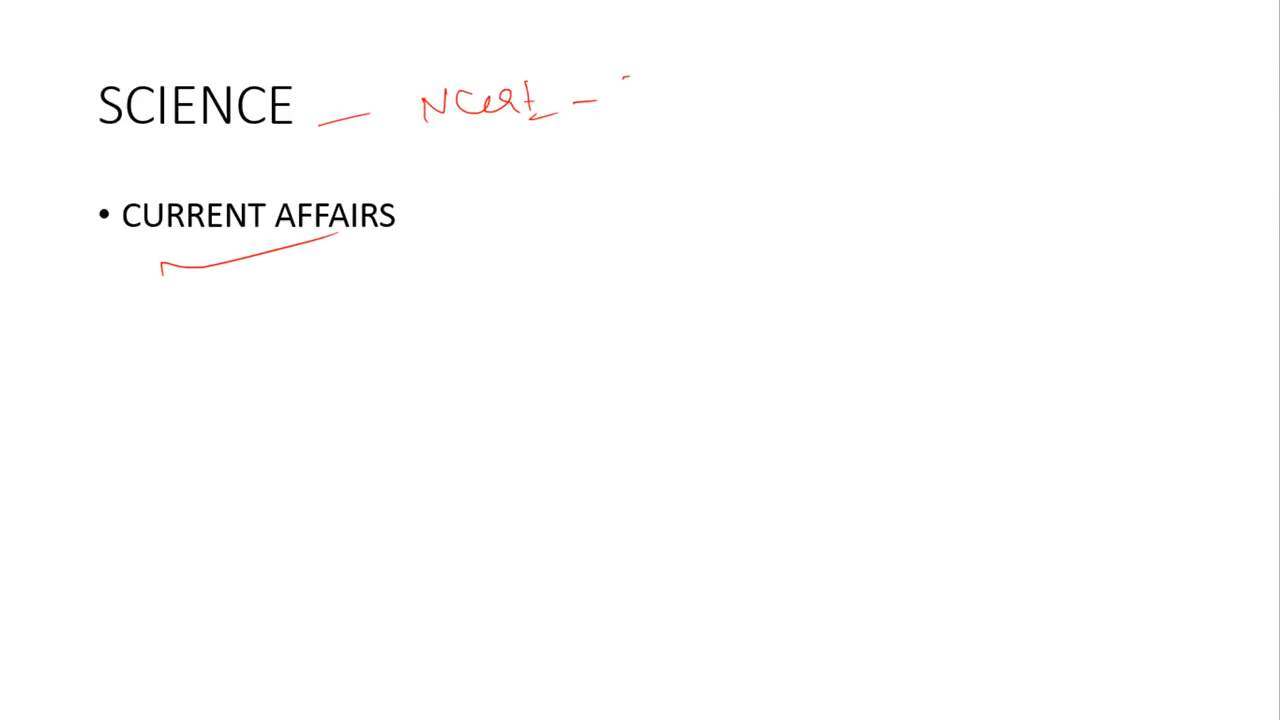 SCIENCE – NCert –
• CURRENT AFFAIRS